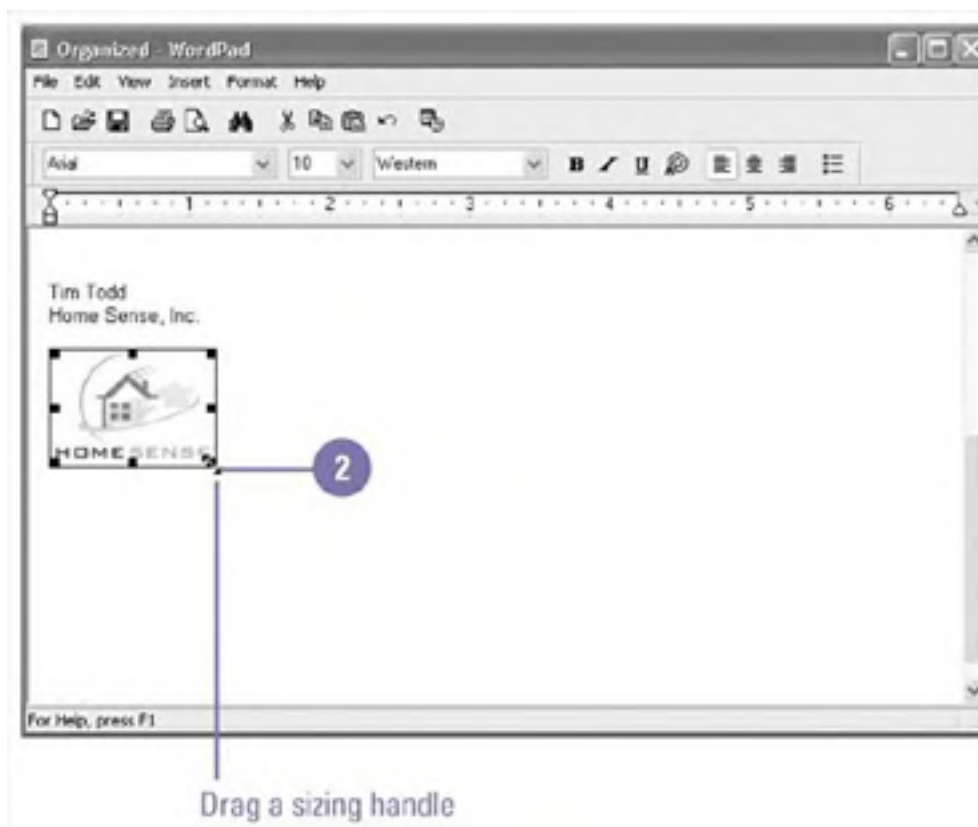 Organized - WordPad
File Edit View Insert Format Help
Arial 10 Western B / U
1 2 3 4 5 6
Tim Todd
Home Sense, Inc.
HOMESENSE
2
For Help, press F1
Drag a sizing handle